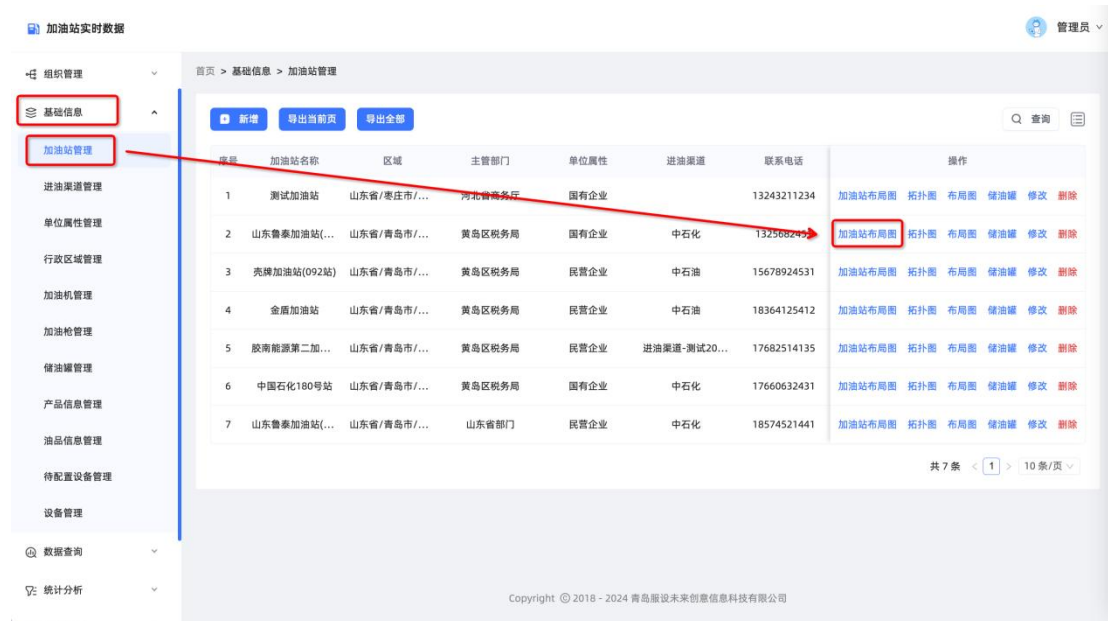 加油站实时数据
管理员
组织管理
首页 > 基础信息 > 加油站管理
基础信息
新增 导出当前页 导出全部 查询
加油站管理
进油渠道管理
单位属性管理
行政区域管理
加油机管理
加油枪管理
储油罐管理
产品信息管理
油品信息管理
待配置设备管理
设备管理
数据查询
统计分析
序号 加油站名称 区域 主管部门 单位属性 进油渠道 联系电话 操作
1 测试加油站 山东省/枣庄市/... 河北省商务厅 国有企业 13243211234 加油站布局图 拓扑图 布局图 储油罐 修改 删除
2 山东鲁泰加油站(... 山东省/青岛市/... 黄岛区税务局 国有企业 中石化 加油站布局图 拓扑图 布局图 储油罐 修改 删除
3 壳牌加油站(092站) 山东省/青岛市/... 黄岛区税务局 民营企业 中石油 15678924531 加油站布局图 拓扑图 布局图 储油罐 修改 删除
4 金盾加油站 山东省/青岛市/... 黄岛区税务局 民营企业 中石油 18364125412 加油站布局图 拓扑图 布局图 储油罐 修改 删除
5 胶南能源第二加... 山东省/青岛市/... 黄岛区税务局 民营企业 进油渠道-测试20... 17682514135 加油站布局图 拓扑图 布局图 储油罐 修改 删除
6 中国石化180号站 山东省/青岛市/... 黄岛区税务局 国有企业 中石化 17660632431 加油站布局图 拓扑图 布局图 储油罐 修改 删除
7 山东鲁泰加油站(... 山东省/青岛市/... 山东省部门 民营企业 中石化 18574521441 加油站布局图 拓扑图 布局图 储油罐 修改 删除
共 7 条 < 1 > 10 条/页
Copyright © 2018 - 2024 青岛服设未来创意信息科技有限公司